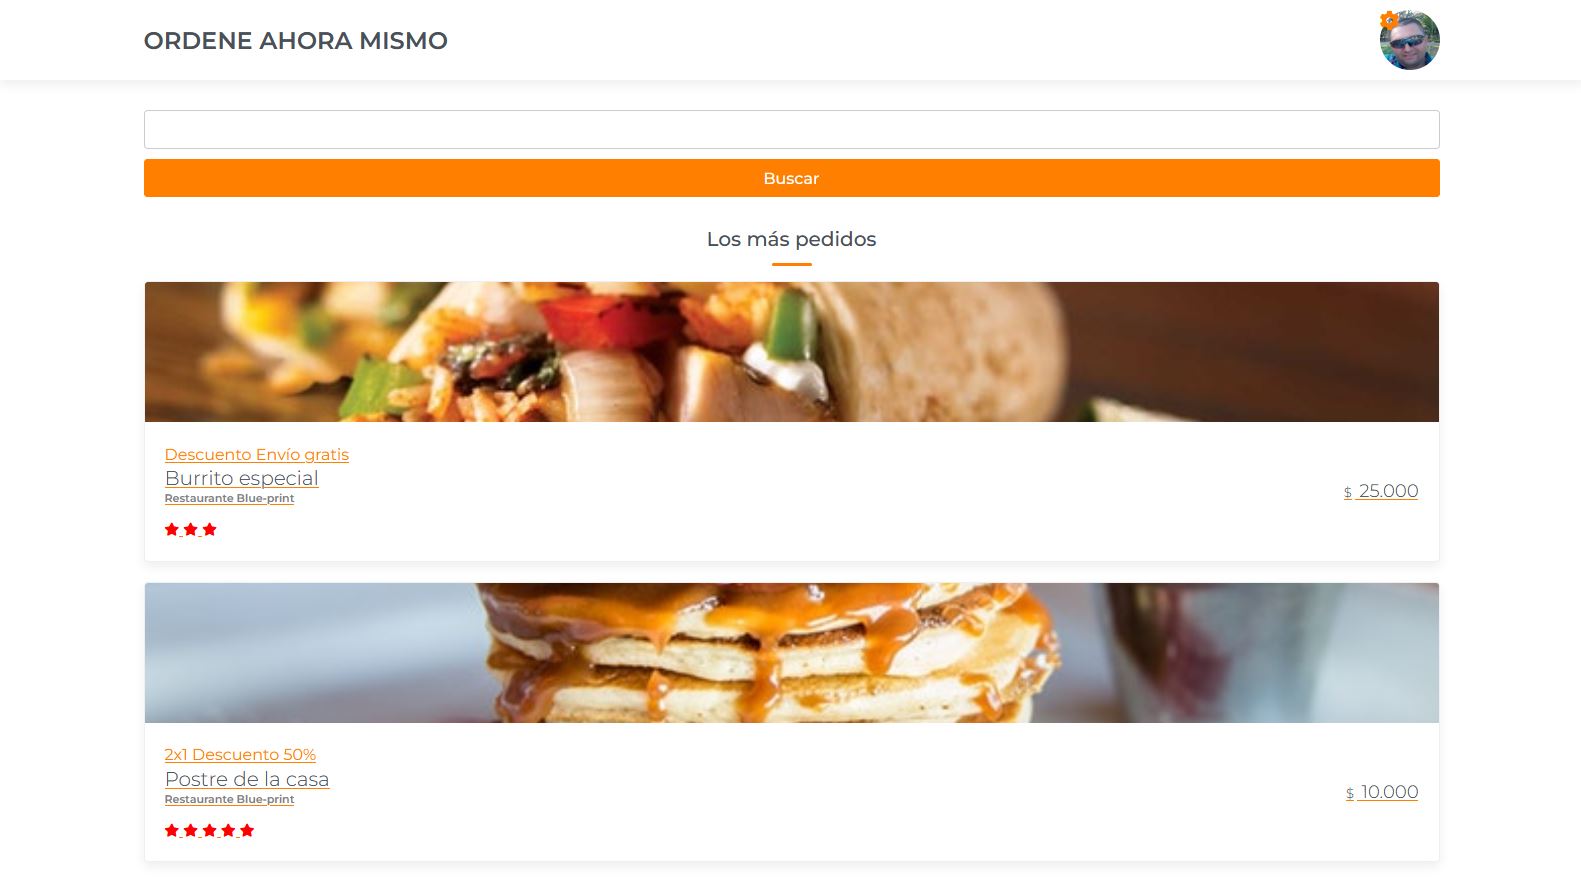 ORDENE AHORA MISMO
Buscar
Los más pedidos
Descuento Envío gratis
Burrito especial
Restaurante Blue-print
$ 25.000
2x1 Descuento 50%
Postre de la casa
Restaurante Blue-print
$ 10.000